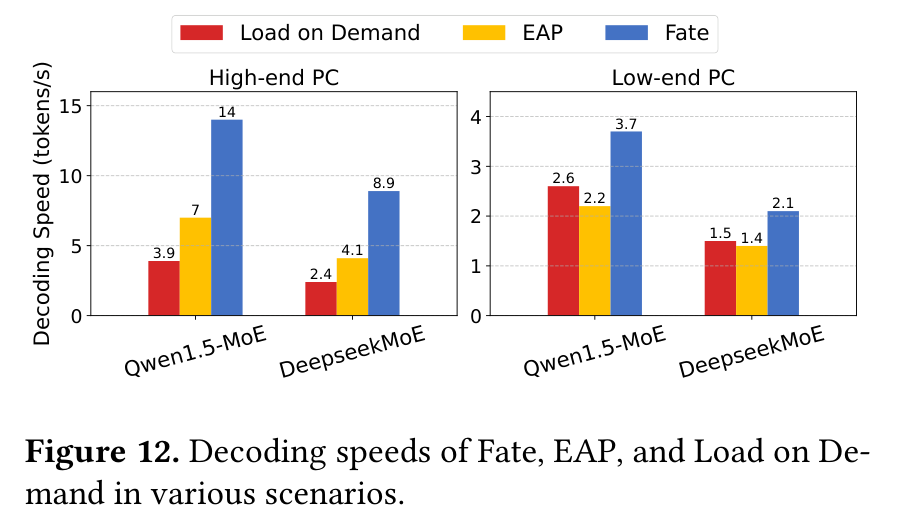 Load on Demand EAP Fate
High-end PC
Decoding Speed (tokens/s)
15
10
5
0
3.9
7
14
2.4
4.1
8.9
Qwen1.5-MoE
DeepseekMoE
Low-end PC
4
3
2
1
0
2.6
2.2
3.7
1.5
1.4
2.1
Qwen1.5-MoE
DeepseekMoE
Figure 12. Decoding speeds of Fate, EAP, and Load on De-
mand in various scenarios.